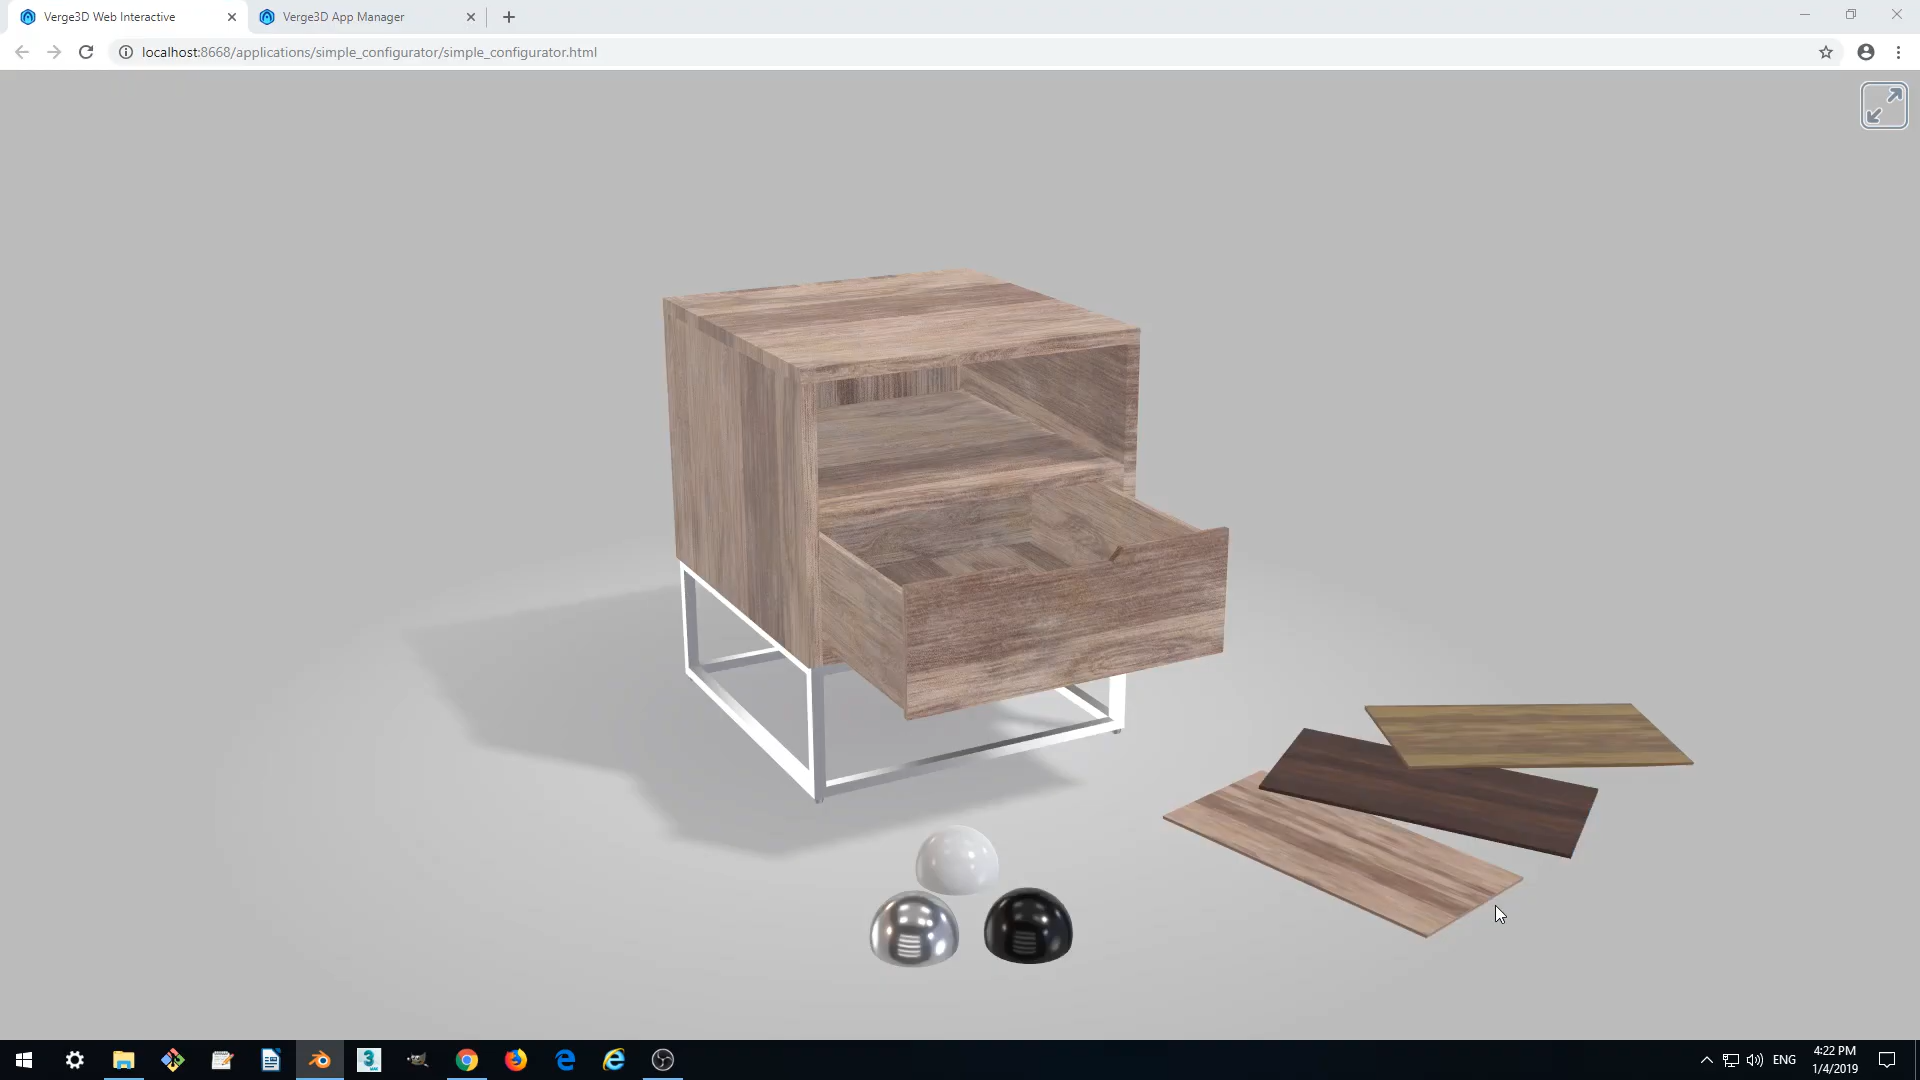 Verge3D Web Interactive
Verge3D App Manager
localhost:8668/applications/simple_configurator/simple_configurator.html
3
ENG
4:22 PM
1/4/2019